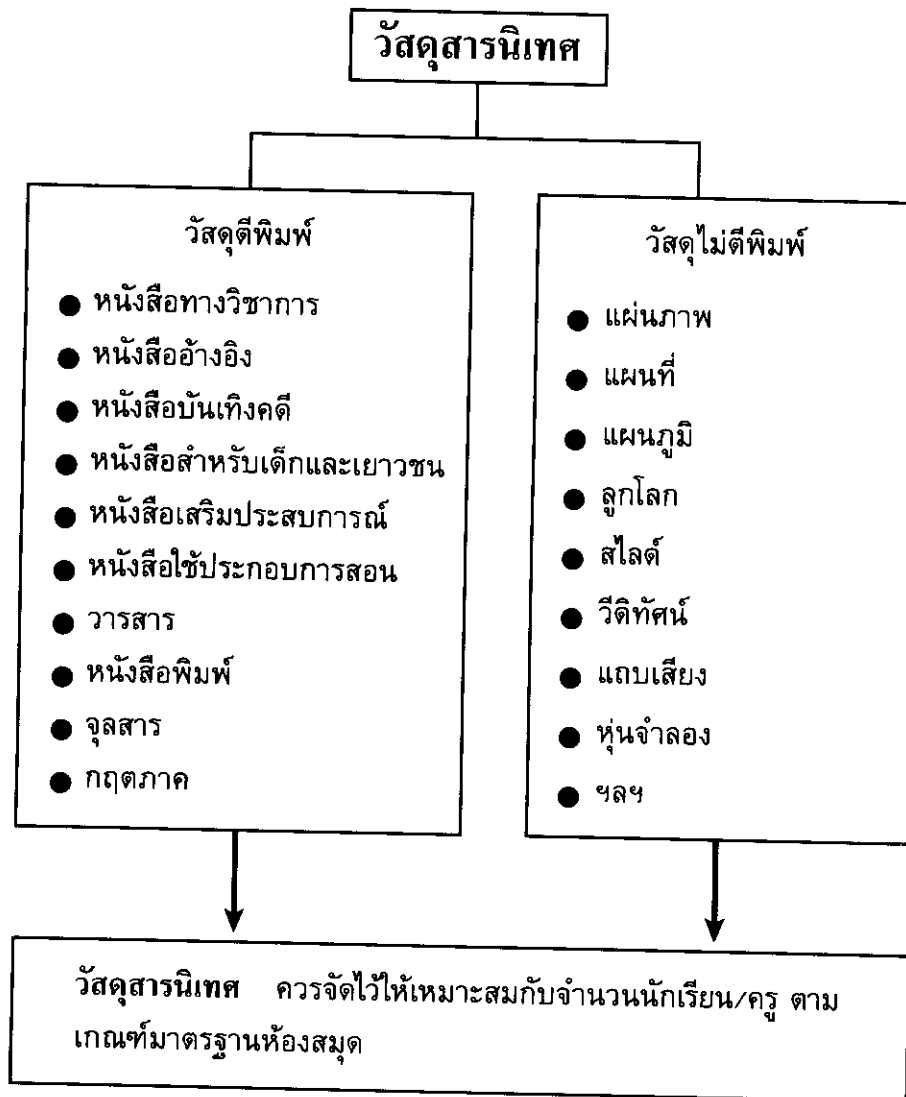 วัสดุสารนิเทศ
วัสดุตีพิมพ์
● หนังสือทางวิชาการ
● หนังสืออ้างอิง
● หนังสือบันเทิงคดี
● หนังสือสำหรับเด็กและเยาวชน
● หนังสือเสริมประสบการณ์
● หนังสือใช้ประกอบการสอน
● วารสาร
● หนังสือพิมพ์
● จุลสาร
● กฤตภาค
วัสดุไม่ตีพิมพ์
● แผ่นภาพ
● แผนที่
● แผนภูมิ
● ลูกโลก
● สไลด์
● วีดิทัศน์
● แถบเสียง
● หุ่นจำลอง
● ฯลฯ
วัสดุสารนิเทศ ควรจัดไว้ให้เหมาะสมกับจำนวนนักเรียน/ครู ตาม
เกณฑ์มาตรฐานห้องสมุด